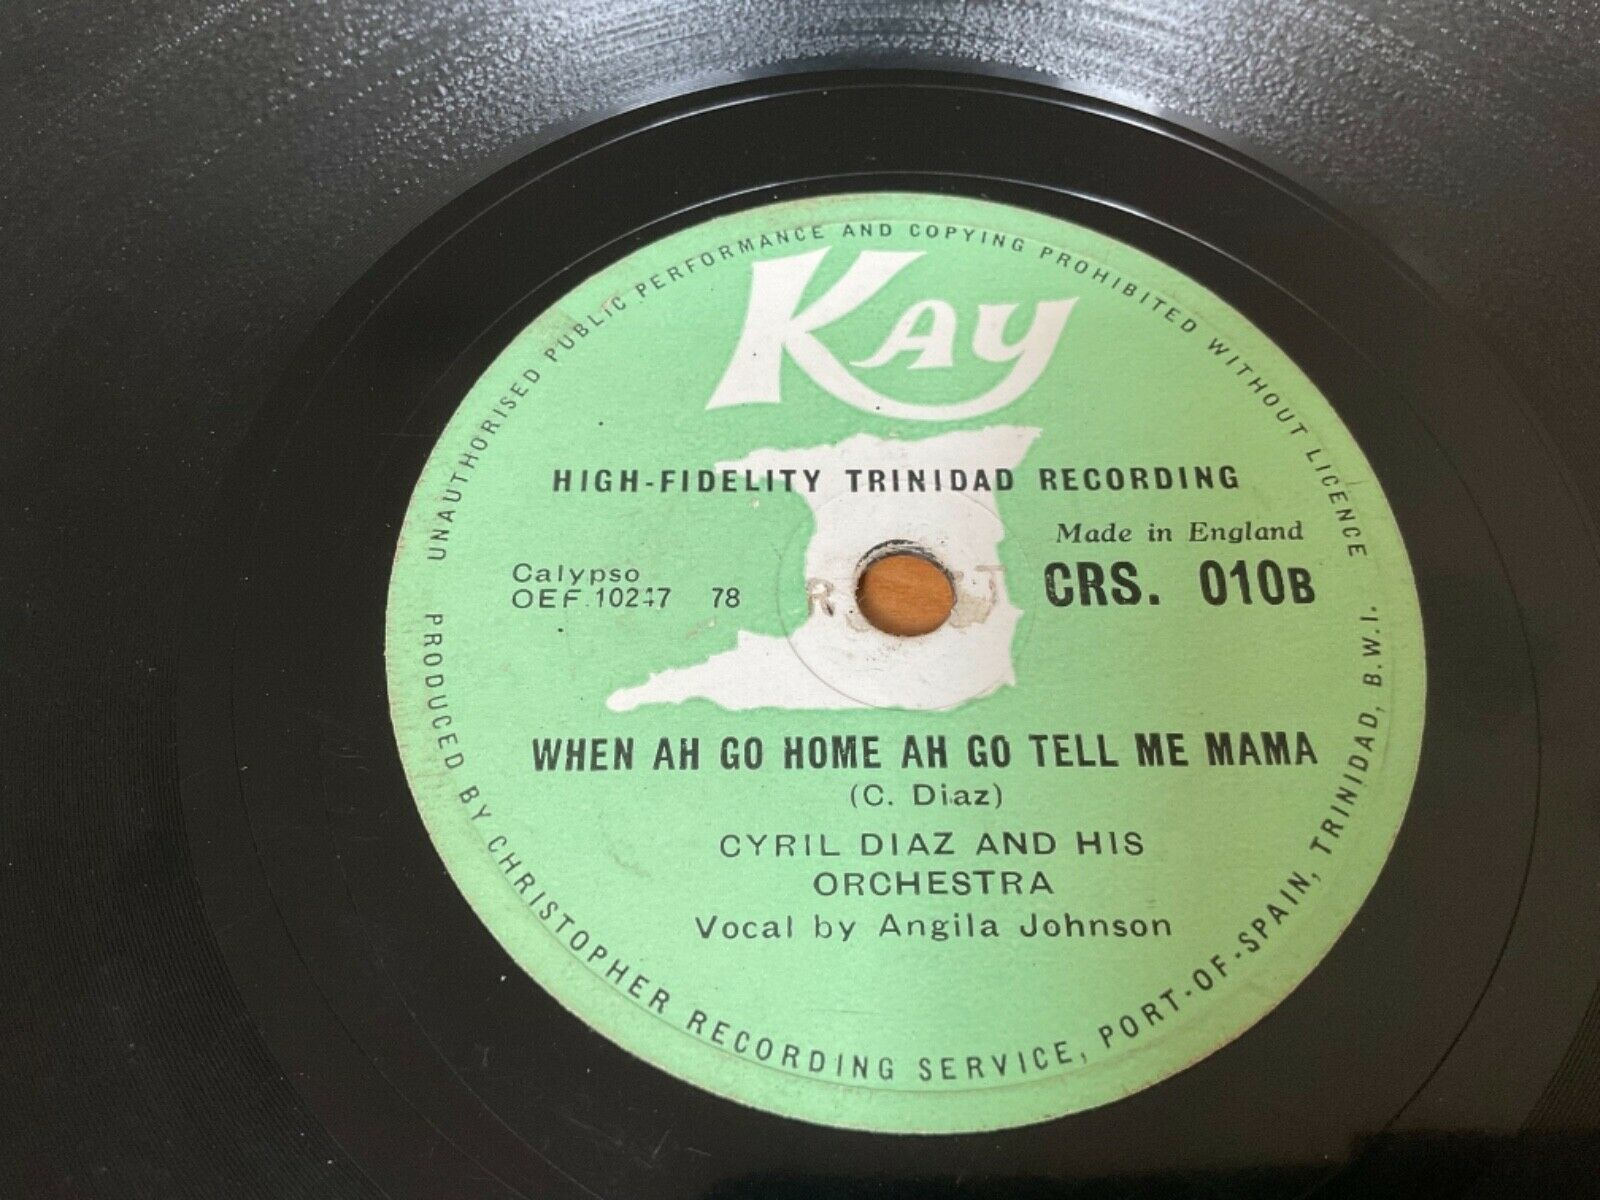 UNAUTHORISED PUBLIC PERFORMANCE AND COPYING PROHIBITED WITHOUT LICENCE
KAY
HIGH-FIDELITY TRINIDAD RECORDING
Made in England
Calypso
OEF. 78
CRS. 010B
WHEN AH GO HOME AH GO TELL ME MAMA
(C. Diaz)
CYRIL DIAZ AND HIS
ORCHESTRA
Vocal by Angila Johnson
PRODUCED BY CHRISTOPHER RECORDING SERVICE, PORT-OF-SPAIN, TRINIDAD, B.W.I.